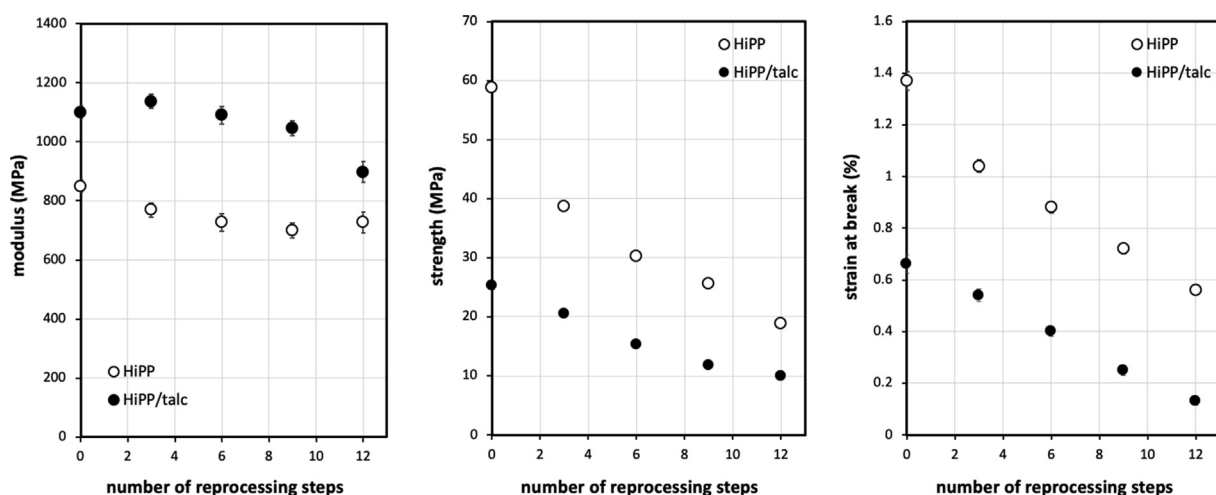 modulus (MPa)
1400
1200
1000
800
600
400
200
0
HiPP
HiPP/talc
0 2 4 6 8 10 12
number of reprocessing steps
strength (MPa)
70
60
50
40
30
20
10
0
HiPP
HiPP/talc
0 2 4 6 8 10 12
number of reprocessing steps
strain at break (%)
1.6
1.4
1.2
1
0.8
0.6
0.4
0.2
0
HiPP
HiPP/talc
0 2 4 6 8 10 12
number of reprocessing steps